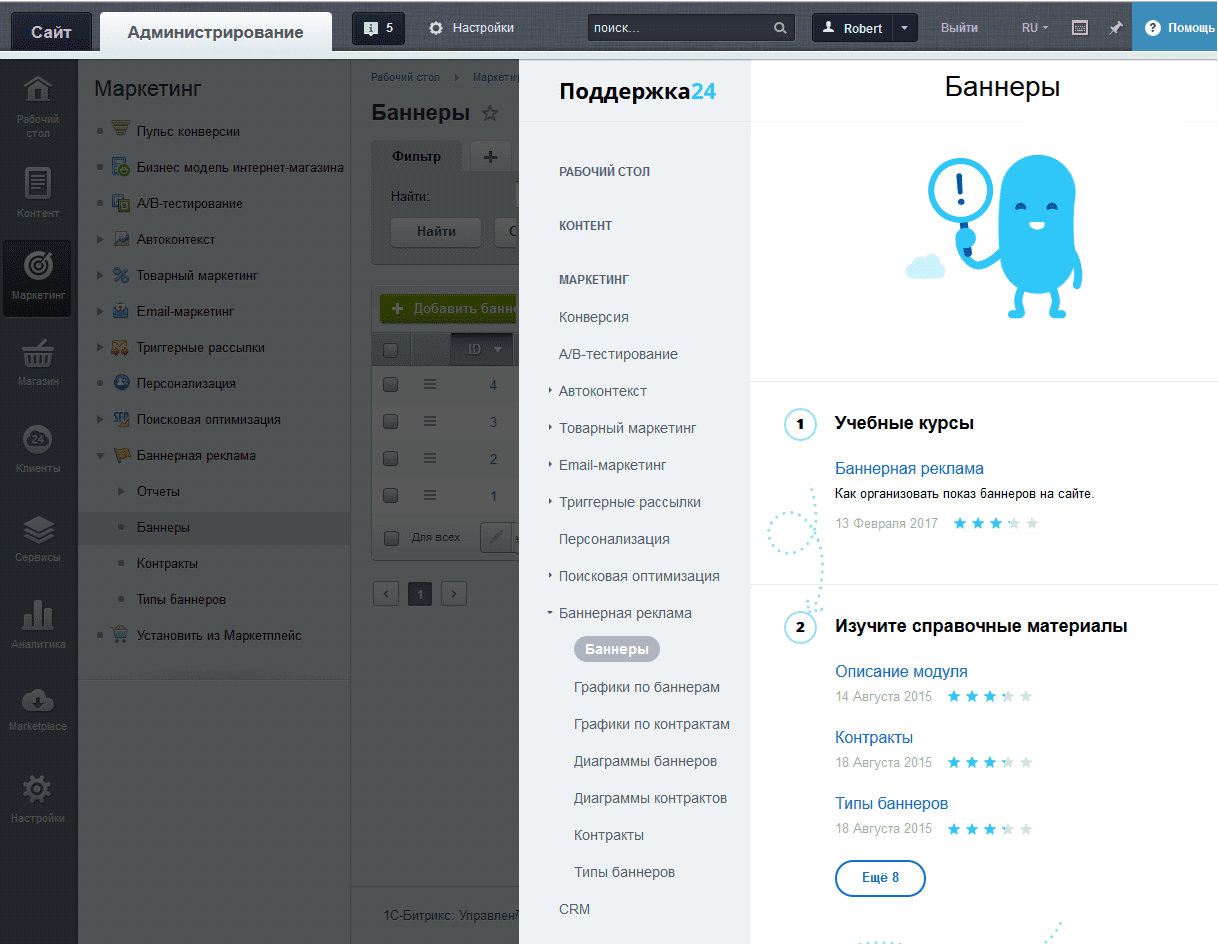 Сайт
Администрирование
5
Настройки
поиск...
Robert
Выйти
RU
Помощь
Рабочий
стол
Контент
Маркетинг
Магазин
24
Клиенты
Сервисы
Аналитика
Marketplace
Настройки
Маркетинг
Пульс конверсии
Бизнес модель интернет-магазина
A/B-тестирование
Автоконтекст
Товарный маркетинг
Email-маркетинг
Триггерные рассылки
Персонализация
Поисковая оптимизация
Баннерная реклама
Отчеты
Баннеры
Контракты
Типы баннеров
Установить из Маркетплейс
Рабочий стол
Маркети
Баннеры
Фильтр
Найти:
Найти
Добавить банне
ID
4
3
2
1
Для всех
1
1С-Битрикс: Управлен
Поддержка24
РАБОЧИЙ СТОЛ
КОНТЕНТ
МАРКЕТИНГ
Конверсия
A/B-тестирование
Автоконтекст
Товарный маркетинг
Email-маркетинг
Триггерные рассылки
Персонализация
Поисковая оптимизация
Баннерная реклама
Баннеры
Графики по баннерам
Графики по контрактам
Диаграммы баннеров
Диаграммы контрактов
Контракты
Типы баннеров
CRM
Баннеры
1
Учебные курсы
Баннерная реклама
Как организовать показ баннеров на сайте.
13 Февраля 2017
2
Изучите справочные материалы
Описание модуля
14 Августа 2015
Контракты
18 Августа 2015
Типы баннеров
18 Августа 2015
Ещё 8